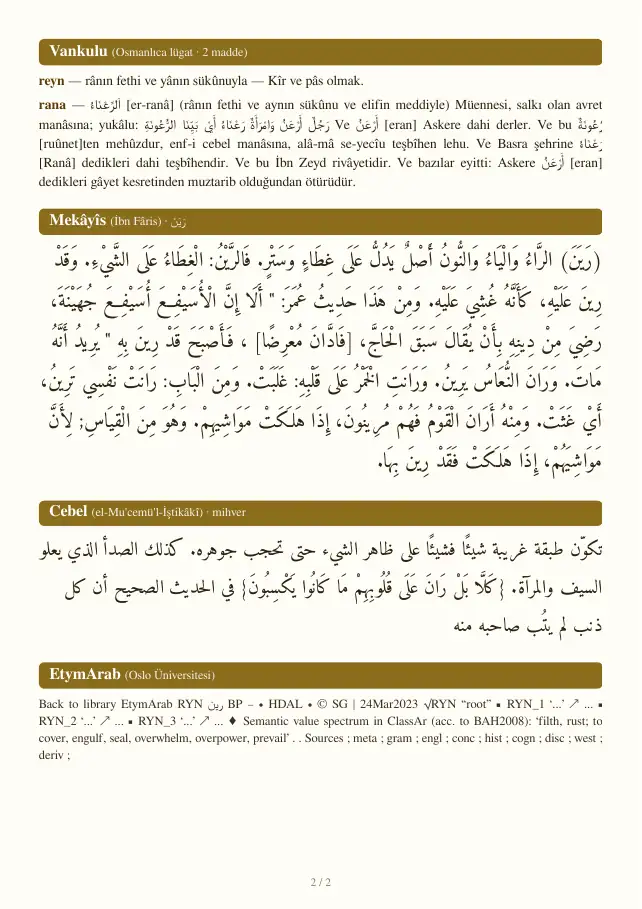 Vankulu (Osmanlıca lügat · 2 madde)
reyn — rânın fethi ve yânın sükûnuyla — Kîr ve pâs olmak.
rana — اَلرَّعْنَاءُ [er-ranâ] (rânın fethi ve aynın sükûnu ve elifin meddiyle) Müennesi, salkı olan avret
manâsına; yukâlu: رَجُلٌ أَرْعَنُ وَامْرَأَةٌ رَعْنَاءُ أَيْ بَيِّنَا الرُّعُونَةِ Ve أَرْعَنُ [eran] Askere dahi derler. Ve bu رُعُونَةٌ
[ruûnet]ten mehûzdur, enf-i cebel manâsına, alâ-mâ se-yecîu teşbîhen lehu. Ve Basra şehrine رَعْنَاءُ
[Ranâ] dedikleri dahi teşbîhendir. Ve bu İbn Zeyd rivâyetidir. Ve bazılar eyitti: Askere أَرْعَنُ [eran]
dedikleri gâyet kesretinden muztarib olduğundan ötürüdür.
Mekâyîs (İbn Fâris) · رَيَنَ
(رَيَنَ) الرَّاءُ وَالْيَاءُ وَالنُّونُ أَصْلٌ يَدُلُّ عَلَى غِطَاءٍ وَسَتْرٍ. فَالرَّيْنُ: الْغِطَاءُ عَلَى الشَّيْءِ. وَقَدْ
رِينَ عَلَيْهِ، كَأَنَّهُ غُشِيَ عَلَيْهِ. وَمِنْ هَذَا حَدِيثُ عُمَرَ: " أَلَا إِنَّ الْأُسَيْفِعَ أُسَيْفِعَ جُهَيْنَةَ،
رَضِيَ مِنْ دِينِهِ بِأَنْ يُقَالَ سَبَقَ الْحَاجَّ، [فَادَّانَ مُعْرِضًا] ، فَأَصْبَحَ قَدْ رِينَ بِهِ " يُرِيدُ أَنَّهُ
مَاتَ. وَرَانَ النُّعَاسُ يَرِينُ. وَرَانَتِ الْخَمْرُ عَلَى قَلْبِهِ: غَلَبَتْ. وَمِنَ الْبَابِ: رَانَتْ نَفْسِي تَرِينُ،
أَيْ غَثَتْ. وَمِنْهُ أَرَانَ الْقَوْمُ فَهُمْ مُرِينُونَ، إِذَا هَلَكَتْ مَوَاشِيهِمْ. وَهُوَ مِنَ الْقِيَاسِ; لِأَنَّ
مَوَاشِيَهُمْ، إِذَا هَلَكَتْ فَقَدْ رِينَ بِهَا.
Cebel (el-Mu'cemü'l-İştikâkî) · mihver
تكوّن طبقة غريبة شيئًا فشيئًا على ظاهر الشيء حتى تحجب جوهره. كذلك الصدأ الذي يعلو
السيف والمرآة. {كَلَّا بَلْ رَانَ عَلَى قُلُوبِهِمْ مَا كَانُوا يَكْسِبُونَ} في الحديث الصحيح أن كل
ذنب لم يتُب صاحبه منه
EtymArab (Oslo Üniversitesi)
Back to library EtymArab RYN رين BP – • HDAL • © SG | 24Mar2023 √RYN “root” ▪ RYN_1 ‘...’ ↗ ... ▪
RYN_2 ‘...’ ↗ ... ▪ RYN_3 ‘...’ ↗ ... ♦ Semantic value spectrum in ClassAr (acc. to BAH2008): ‘filth, rust; to
cover, engulf, seal, overwhelm, overpower, prevail’ . . Sources ; meta ; gram ; engl ; conc ; hist ; cogn ; disc ; west ;
deriv ;
2 / 2